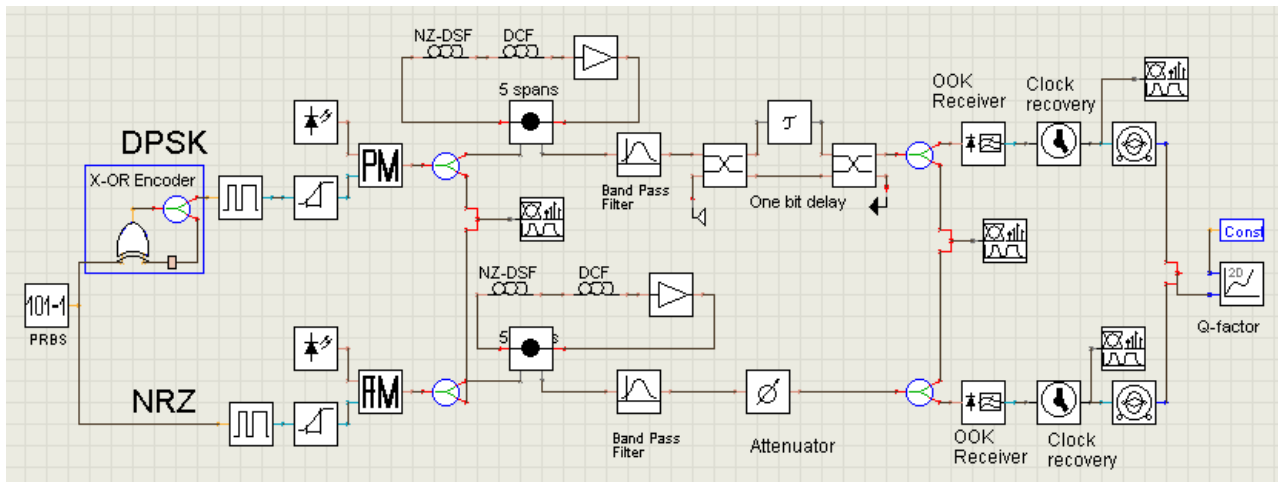 NZ-DSF
DCF
5 spans
DPSK
X-OR Encoder
PM
τ
Band Pass
Filter
One bit delay
OOK
Receiver
Clock
recovery
Const
2D
Q-factor
101-1
PRBS
NZ-DSF
DCF
5
s
NRZ
Band Pass
Filter
Attenuator
OOK
Receiver
Clock
recovery